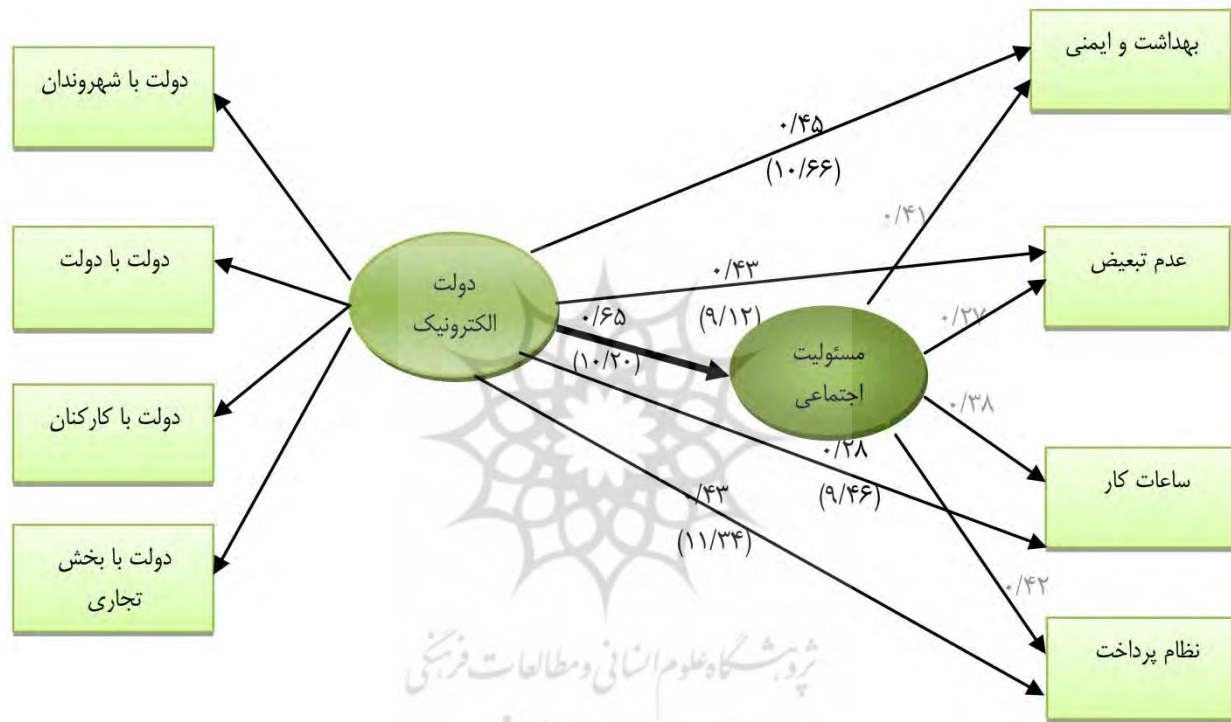 بهداشت و ایمنی
دولت با شهروندان
۰/۴۵
(۱۰/۶۶)
۰/۴۱
عدم تبعیض
دولت با دولت
۰/۴۳
(۹/۱۲)
دولت
الکترونیک
۰/۶۵
(۱۰/۲۰)
۰/۲۷
مسئولیت
اجتماعی
۰/۳۸
دولت با کارکنان
۰/۲۸
(۹/۴۶)
ساعات کار
۰/۴۳
(۱۱/۳۴)
دولت با بخش
تجاری
۰/۴۲
نظام پرداخت
پژوهشگاه علوم انسانی و مطالعات فرهنگی